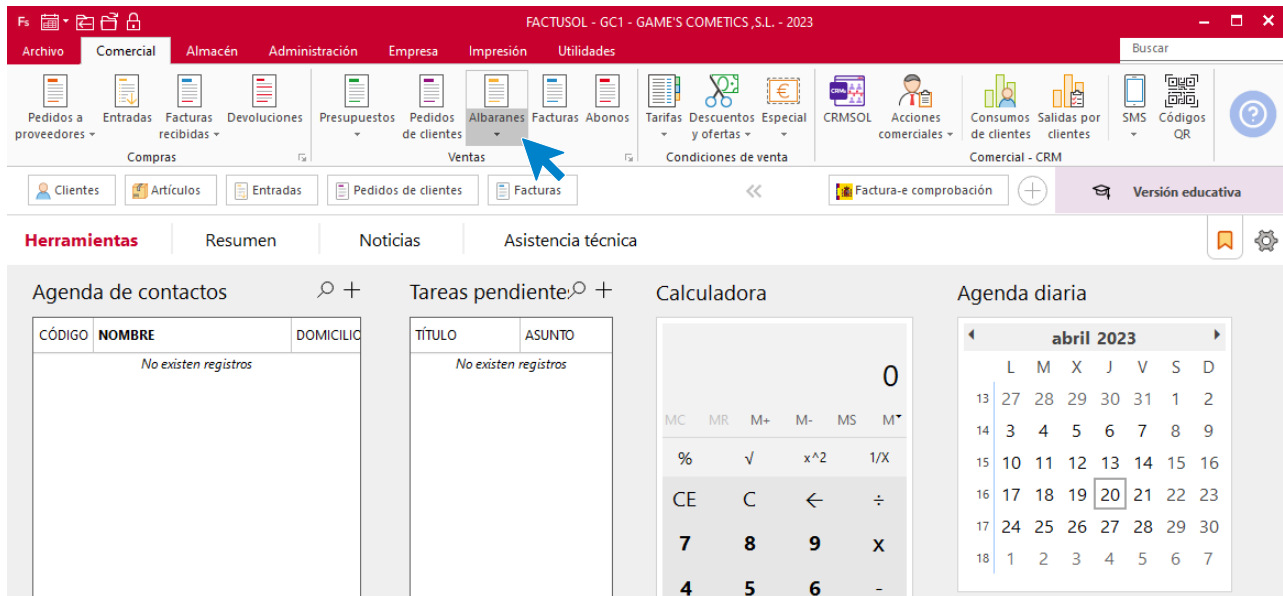 Fs
FACTUSOL - GC1 - GAME'S COMETICS ,S.L. - 2023
Archivo Comercial Almacén Administración Empresa Impresión Utilidades Buscar
Pedidos a proveedores Entradas Facturas recibidas Devoluciones
Presupuestos Pedidos de clientes Albaranes Facturas Abonos
Tarifas Descuentos y ofertas Especial
CRMSOL Acciones comerciales
Consumos de clientes Salidas por clientes
SMS Códigos QR
?
Compras Ventas Condiciones de venta Comercial - CRM
Clientes Artículos Entradas Pedidos de clientes Facturas Factura-e comprobación Versión educativa
Herramientas Resumen Noticias Asistencia técnica
Agenda de contactos
CÓDIGO NOMBRE DOMICILIO
No existen registros
Tareas pendientes
TÍTULO ASUNTO
No existen registros
Calculadora
0
MC MR M+ M- MS M
% √ x^2 1/X
CE C ← ÷
7 8 9 X
4 5 6 -
Agenda diaria
abril 2023
L M X J V S D
13 27 28 29 30 31 1 2
14 3 4 5 6 7 8 9
15 10 11 12 13 14 15 16
16 17 18 19 20 21 22 23
17 24 25 26 27 28 29 30
18 1 2 3 4 5 6 7